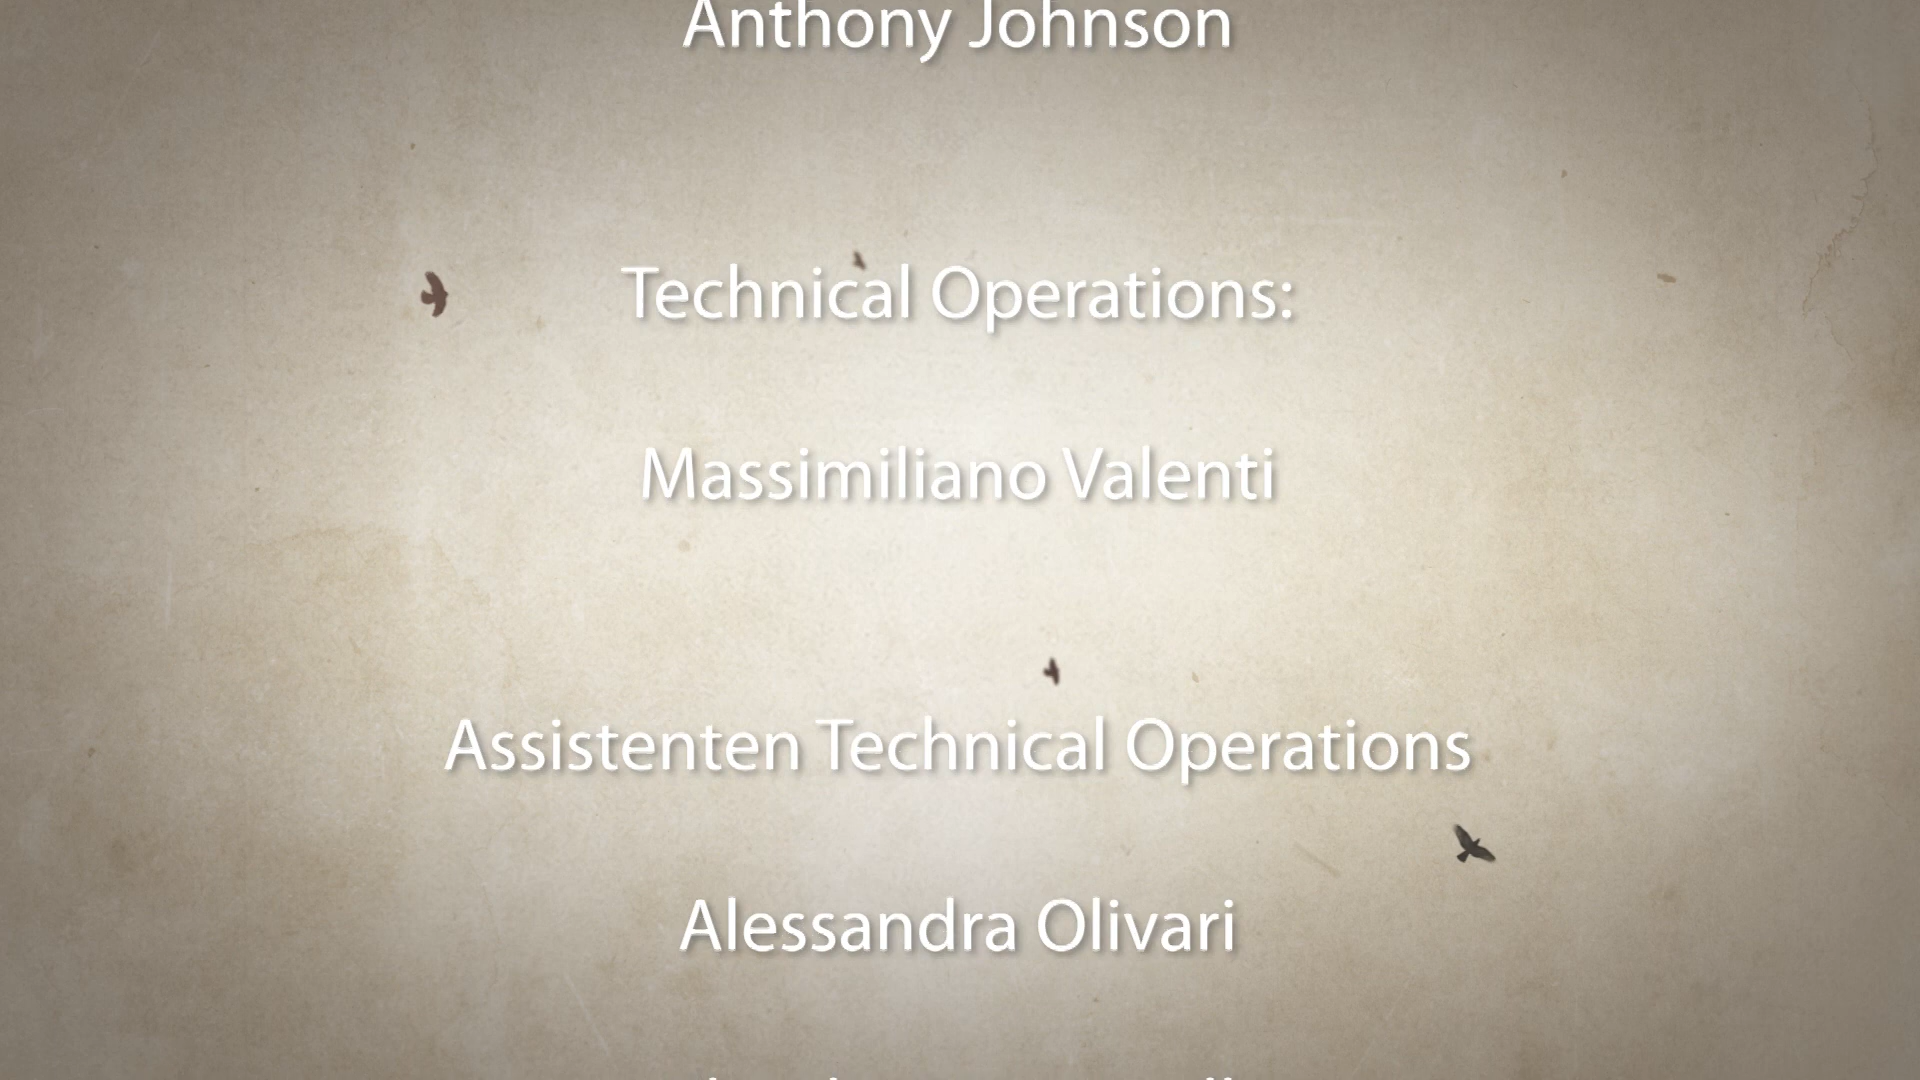 Anthony Johnson
Technical Operations:
Massimiliano Valenti
Assistenten Technical Operations
Alessandra Olivari